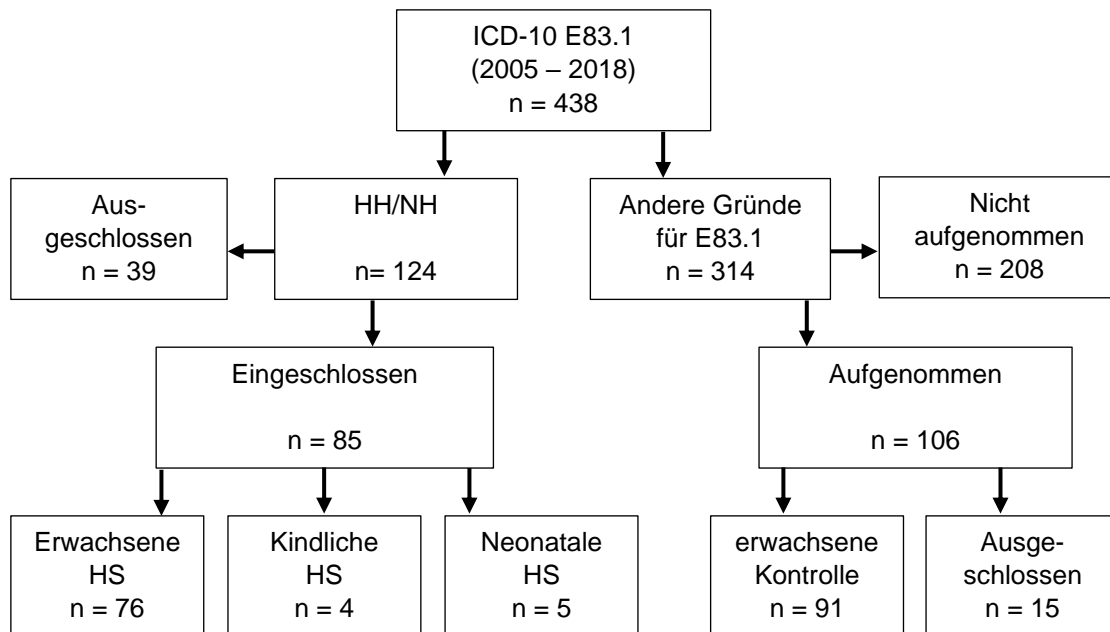 ICD-10 E83.1
(2005 – 2018)
n = 438
Aus-
geschlossen
n = 39
HH/NH
n= 124
Andere Gründe
für E83.1
n = 314
Nicht
aufgenommen
n = 208
Eingeschlossen
n = 85
Aufgenommen
n = 106
Erwachsene
HS
n = 76
Kindliche
HS
n = 4
Neonatale
HS
n = 5
erwachsene
Kontrolle
n = 91
Ausge-
schlossen
n = 15